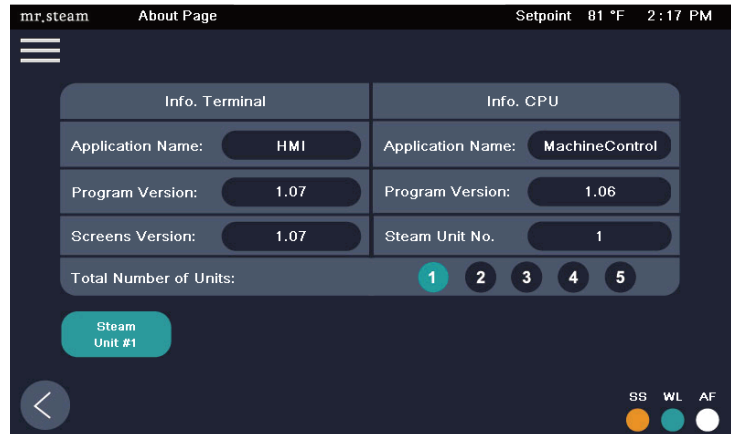 mr.steam About Page Setpoint 81 °F 2:17 PM
Info. Terminal Info. CPU
Application Name: HMI Application Name: MachineControl
Program Version: 1.07 Program Version: 1.06
Screens Version: 1.07 Steam Unit No. 1
Total Number of Units: 1 2 3 4 5
Steam
Unit #1
SS WL AF